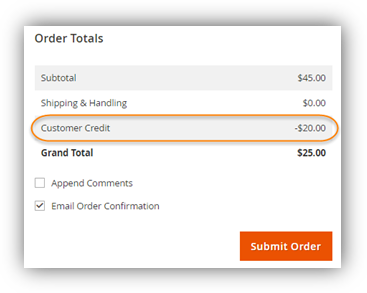 Order Totals
Subtotal $45.00
Shipping & Handling $0.00
Customer Credit -$20.00
Grand Total $25.00
Append Comments
Email Order Confirmation
Submit Order